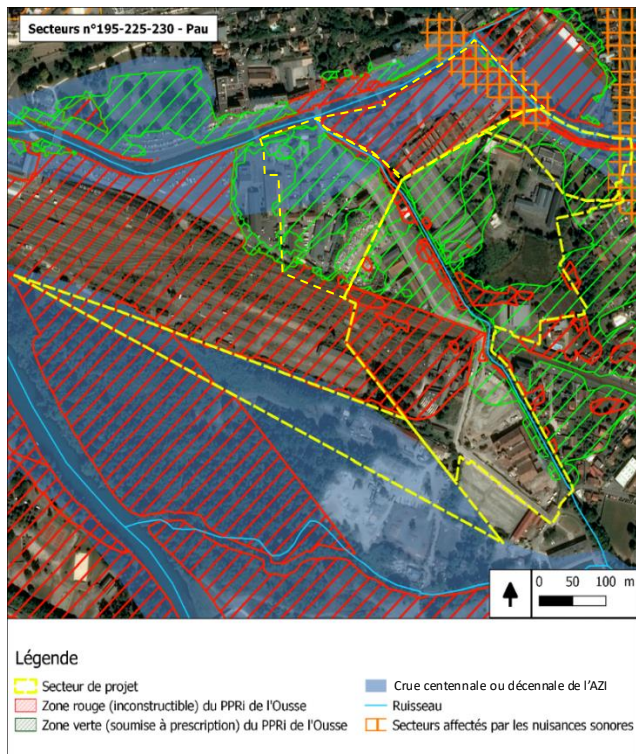 Secteurs n°195-225-230 - Pau
0 50 100 m
Légende
Secteur de projet
Zone rouge (inconstructible) du PPRi de l'Ousse
Zone verte (soumise à prescription) du PPRi de l'Ousse
Crue centennale ou décennale de l'AZI
Ruisseau
Secteurs affectés par les nuisances sonores